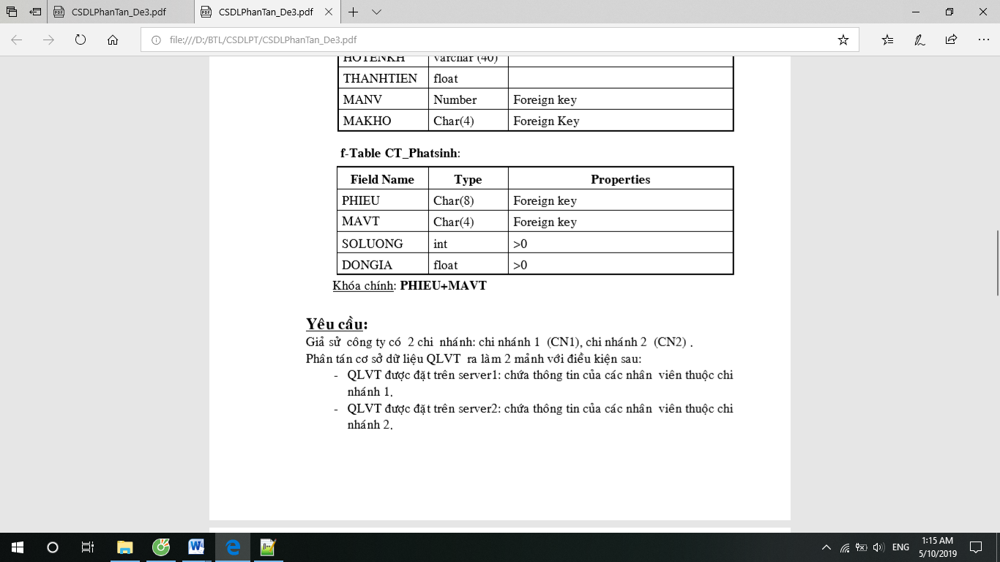 CSDLPhanTan_De3.pdf
CSDLPhanTan_De3.pdf
file:///D:/BTL/CSDLPT/CSDLPhanTan_De3.pdf
HOTENKH varchar (40)
THANHTIEN float
MANV Number Foreign key
MAKHO Char(4) Foreign Key
f-Table CT_Phatsinh:
Field Name Type Properties
PHIEU Char(8) Foreign key
MAVT Char(4) Foreign key
SOLUONG int >0
DONGIA float >0
Khóa chính: PHIEU+MAVT
Yêu cầu:
Giả sử công ty có 2 chi nhánh: chi nhánh 1 (CN1), chi nhánh 2 (CN2) .
Phân tán cơ sở dữ liệu QLVT ra làm 2 mảnh với điều kiện sau:
- QLVT được đặt trên server1: chứa thông tin của các nhân viên thuộc chi
nhánh 1.
- QLVT được đặt trên server2: chứa thông tin của các nhân viên thuộc chi
nhánh 2.
ENG
1:15 AM
5/10/2019